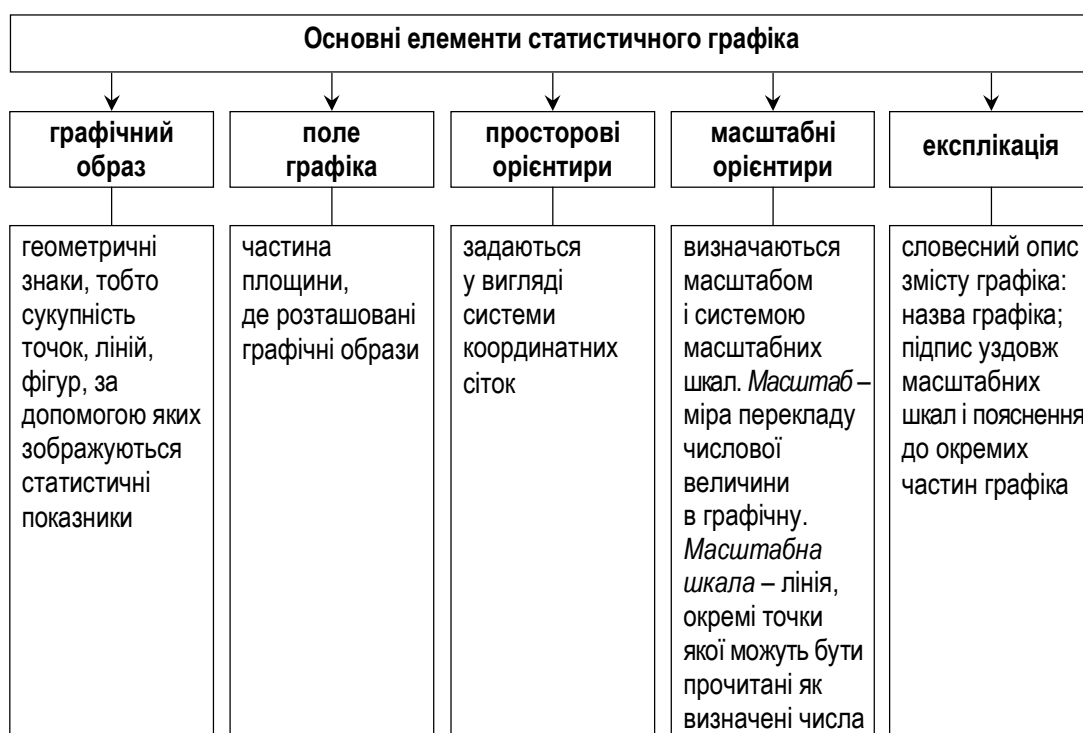 Основні елементи статистичного графіка
графічний
образ
поле
графіка
просторові
орієнтири
масштабні
орієнтири
експлікація
геометричні
знаки, тобто
сукупність
точок, ліній,
фігур, за
допомогою яких
зображуються
статистичні
показники
частина
площини,
де розташовані
графічні образи
задаються
у вигляді
системи
координатних
сіток
визначаються
масштабом
і системою
масштабних
шкал. Масштаб –
міра перекладу
числової
величини
в графічну.
Масштабна
шкала – лінія,
окремі точки
якої можуть бути
прочитані як
визначені числа
словесний опис
змісту графіка:
назва графіка;
підпис уздовж
масштабних
шкал і пояснення
до окремих
частин графіка